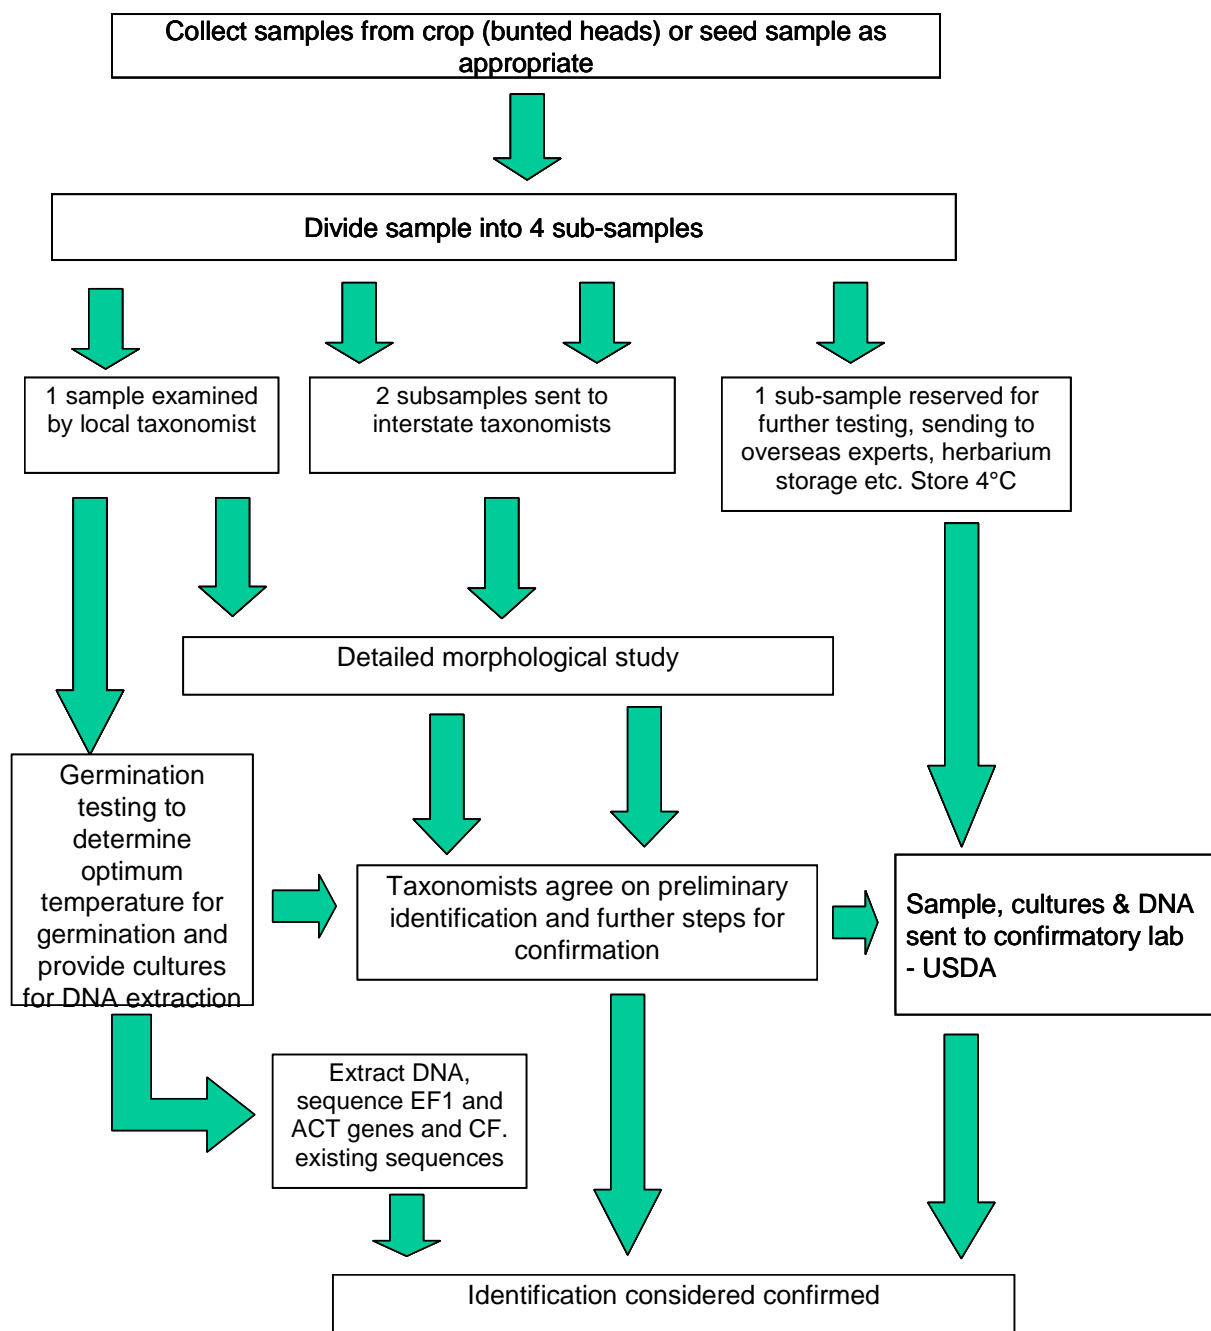 Collect samples from crop (bunted heads) or seed sample as
appropriate
Divide sample into 4 sub-samples
1 sample examined
by local taxonomist
2 subsamples sent to
interstate taxonomists
1 sub-sample reserved for
further testing, sending to
overseas experts, herbarium
storage etc. Store 4°C
Detailed morphological study
Germination
testing to
determine
optimum
temperature for
germination and
provide cultures
for DNA extraction
Taxonomists agree on preliminary
identification and further steps for
confirmation
Sample, cultures & DNA
sent to confirmatory lab
- USDA
Extract DNA,
sequence EF1 and
ACT genes and CF.
existing sequences
Identification considered confirmed